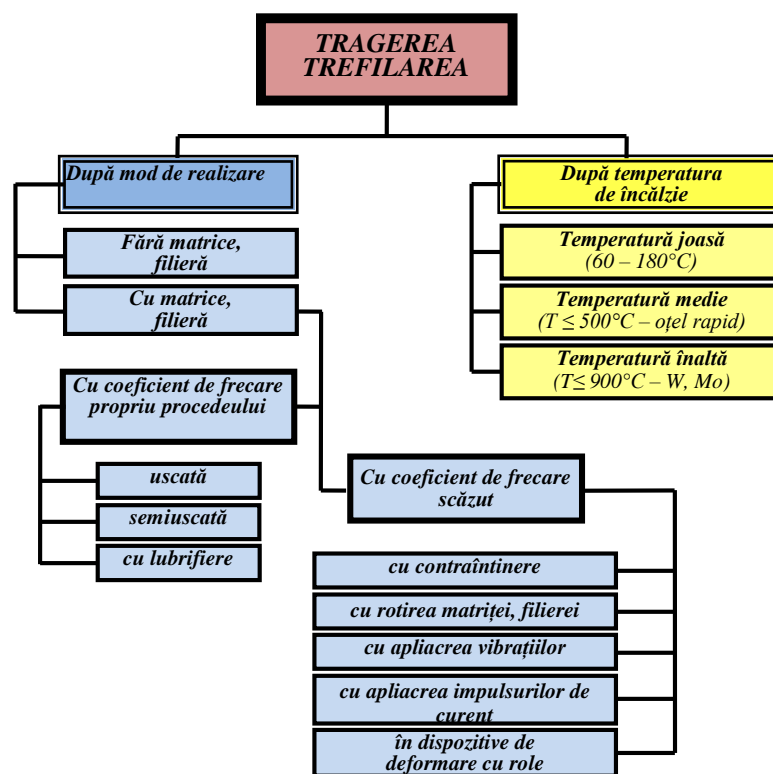 TRAGEREA
TREFILAREA
După mod de realizare
Fără matrice,
filieră
Cu matrice,
filieră
Cu coeficient de frecare
propriu procedeului
uscată
semiuscată
cu lubrifiere
După temperatura
de încălzie
Temperatură joasă
(60 – 180°C)
Temperatură medie
(T ≤ 500°C – oțel rapid)
Temperatură înaltă
(T≤ 900°C – W, Mo)
Cu coeficient de frecare
scăzut
cu contraîntinere
cu rotirea matriței, filierei
cu apliacrea vibrațiilor
cu apliacrea impulsurilor de
curent
în dispozitive de
deformare cu role